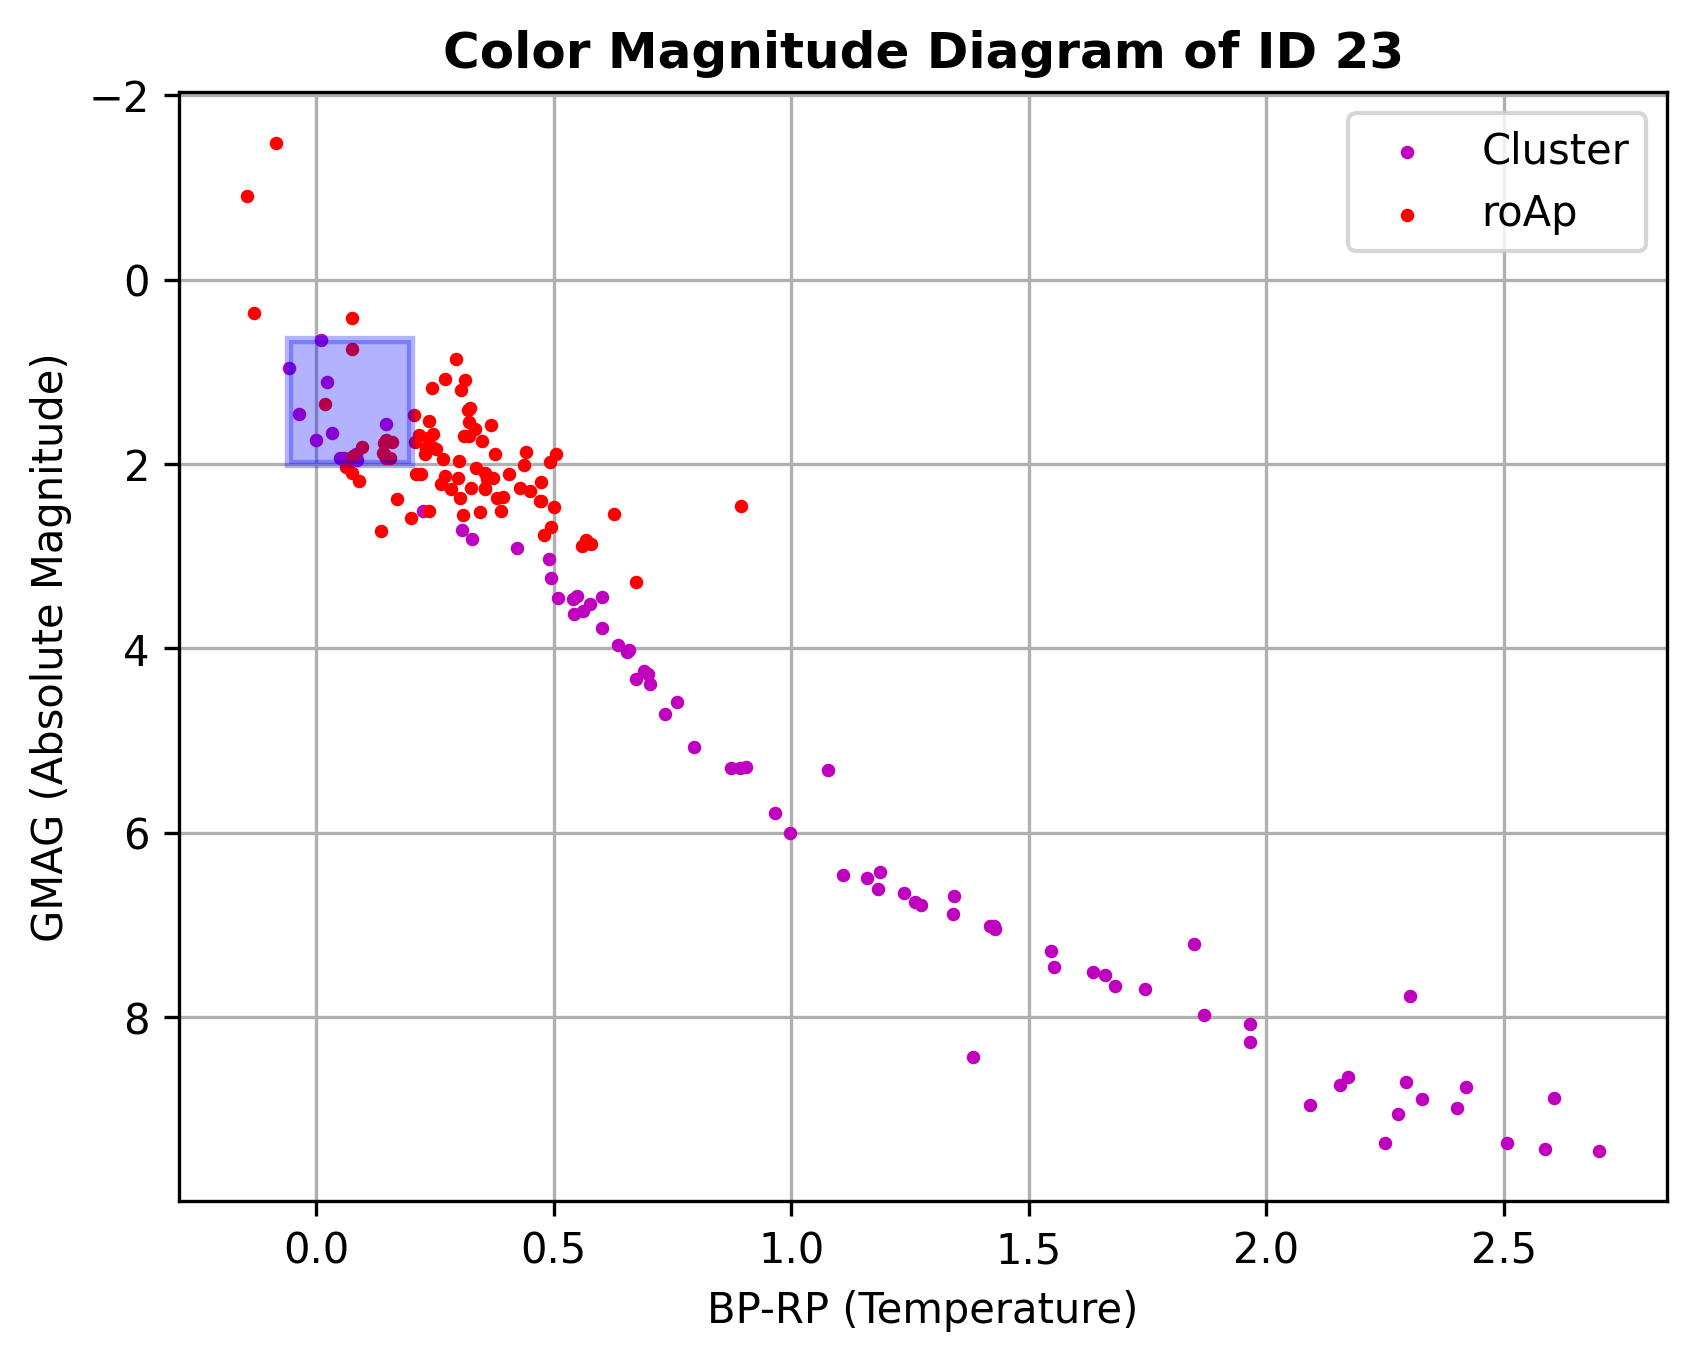 Color Magnitude Diagram of ID 23
Cluster
roAp
GMAG (Absolute Magnitude)
−2
0
2
4
6
8
0.0 0.5 1.0 1.5 2.0 2.5
BP-RP (Temperature)